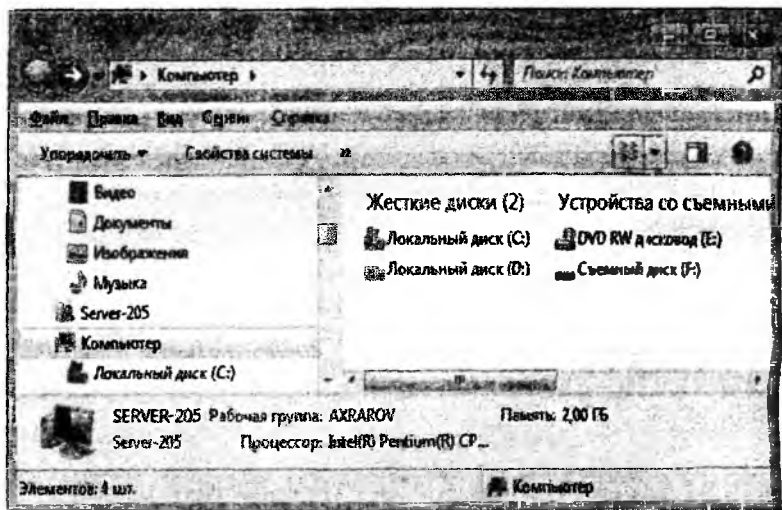 Компьютер
Поиск: Компьютер
Файл Правка Вид Сервис Справка
Упорядочить Свойства системы »
Видео
Документы
Изображения
Музыка
Server-205
Компьютер
Локальный диск (C:)
Жесткие диски (2) Устройства со съемными
Локальный диск (C:) DVD RW дисковод (E:)
Локальный диск (D:) Съемный диск (F:)
SERVER-205 Рабочая группа: AXRAROV Память: 2,00 ГБ
Server-205 Процессор: Intel(R) Pentium(R) CP...
Элементов: 4 шт. Компьютер